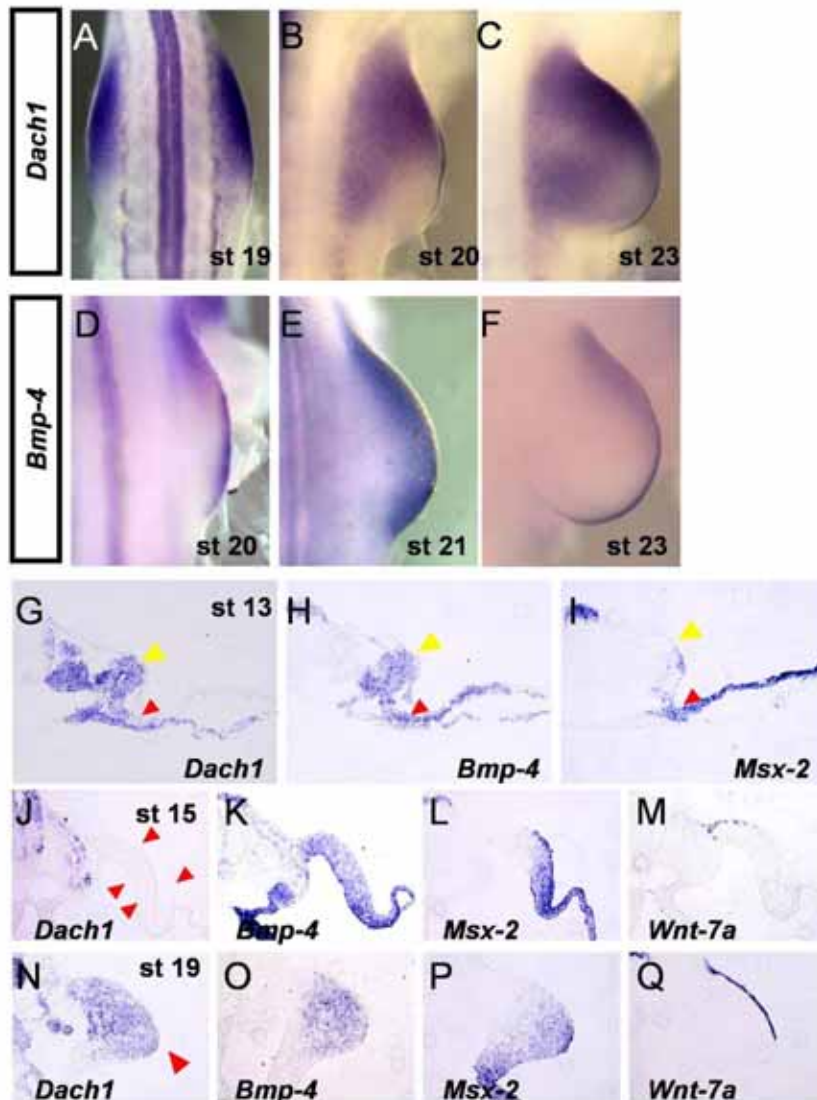 Dach1
A
st 19
B
st 20
C
st 23
Bmp-4
D
st 20
E
st 21
F
st 23
G
st 13
Dach1
H
Bmp-4
I
Msx-2
J
st 15
Dach1
K
Bmp-4
L
Msx-2
M
Wnt-7a
N
st 19
Dach1
O
Bmp-4
P
Msx-2
Q
Wnt-7a